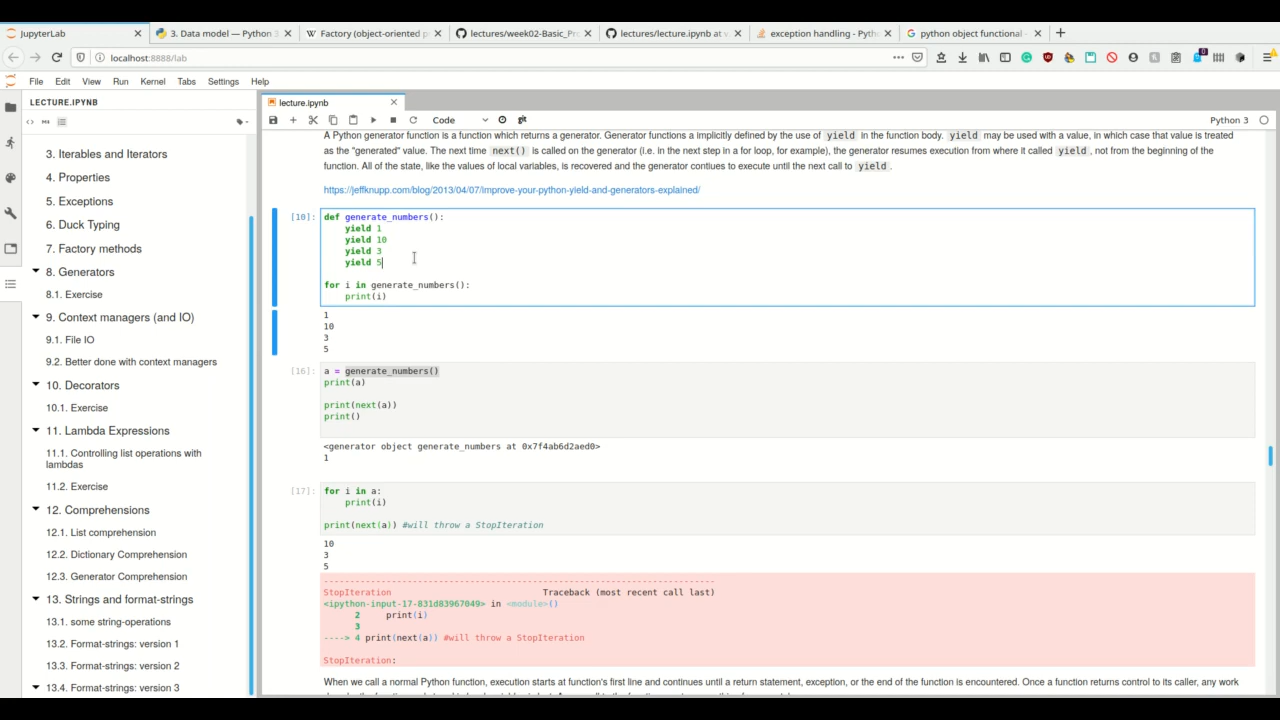 JupyterLab
3. Data model — Python 3
Factory (object-oriented p
lectures/week02-Basic_Pr
lectures/lecture.ipynb at
exception handling - Pyth
python object functional -
localhost:8888/lab
File Edit View Run Kernel Tabs Settings Help
LECTURE.IPYNB
3. Iterables and Iterators
4. Properties
5. Exceptions
6. Duck Typing
7. Factory methods
8. Generators
8.1. Exercise
9. Context managers (and IO)
9.1. File IO
9.2. Better done with context managers
10. Decorators
10.1. Exercise
11. Lambda Expressions
11.1. Controlling list operations with
lambdas
11.2. Exercise
12. Comprehensions
12.1. List comprehension
12.2. Dictionary Comprehension
12.3. Generator Comprehension
13. Strings and format-strings
13.1. some string-operations
13.2. Format-strings: version 1
13.3. Format-strings: version 2
13.4. Format-strings: version 3
lecture.ipynb
Code
Python 3
A Python generator function is a function which returns a generator. Generator functions a implicitly defined by the use of yield in the function body. yield may be used with a value, in which case that value is treated
as the "generated" value. The next time next() is called on the generator (i.e. in the next step in a for loop, for example), the generator resumes execution from where it called yield, not from the beginning of the
function. All of the state, like the values of local variables, is recovered and the generator contiues to execute until the next call to yield.
https://jeffknupp.com/blog/2013/04/07/improve-your-python-yield-and-generators-explained/
[10]: def generate_numbers():
yield 1
yield 10
yield 3
yield 5
for i in generate_numbers():
print(i)
1
10
3
5
[16]: a = generate_numbers()
print(a)
print(next(a))
print()
<generator object generate_numbers at 0x7f4ab6d2aed0>
1
[17]: for i in a:
print(i)
print(next(a)) #will throw a StopIteration
10
3
5
---------------------------------------------------------------------------
StopIteration Traceback (most recent call last)
<ipython-input-17-831d83967049> in <module>()
2 print(i)
3
----> 4 print(next(a)) #will throw a StopIteration
StopIteration:
When we call a normal Python function, execution starts at function's first line and continues until a return statement, exception, or the end of the function is encountered. Once a function returns control to its caller, any work